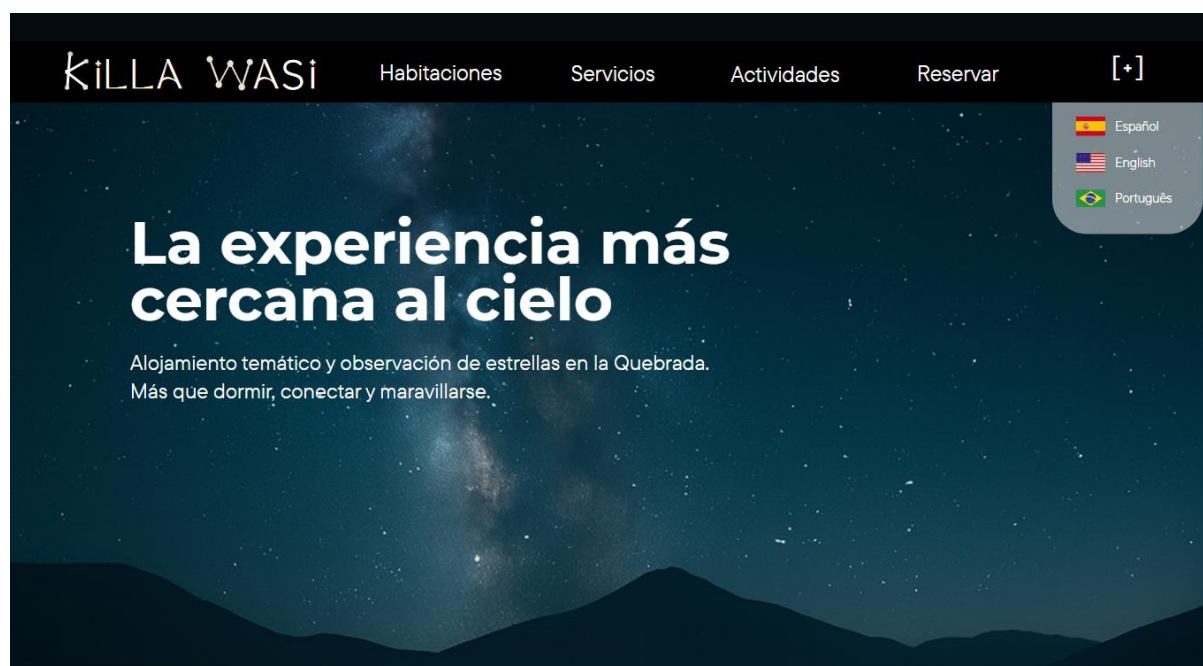 KiLLA WASi
Habitaciones
Servicios
Actividades
Reservar
[+]
Español
English
Português
La experiencia más
cercana al cielo
Alojamiento temático y observación de estrellas en la Quebrada.
Más que dormir, conectar y maravillarse.